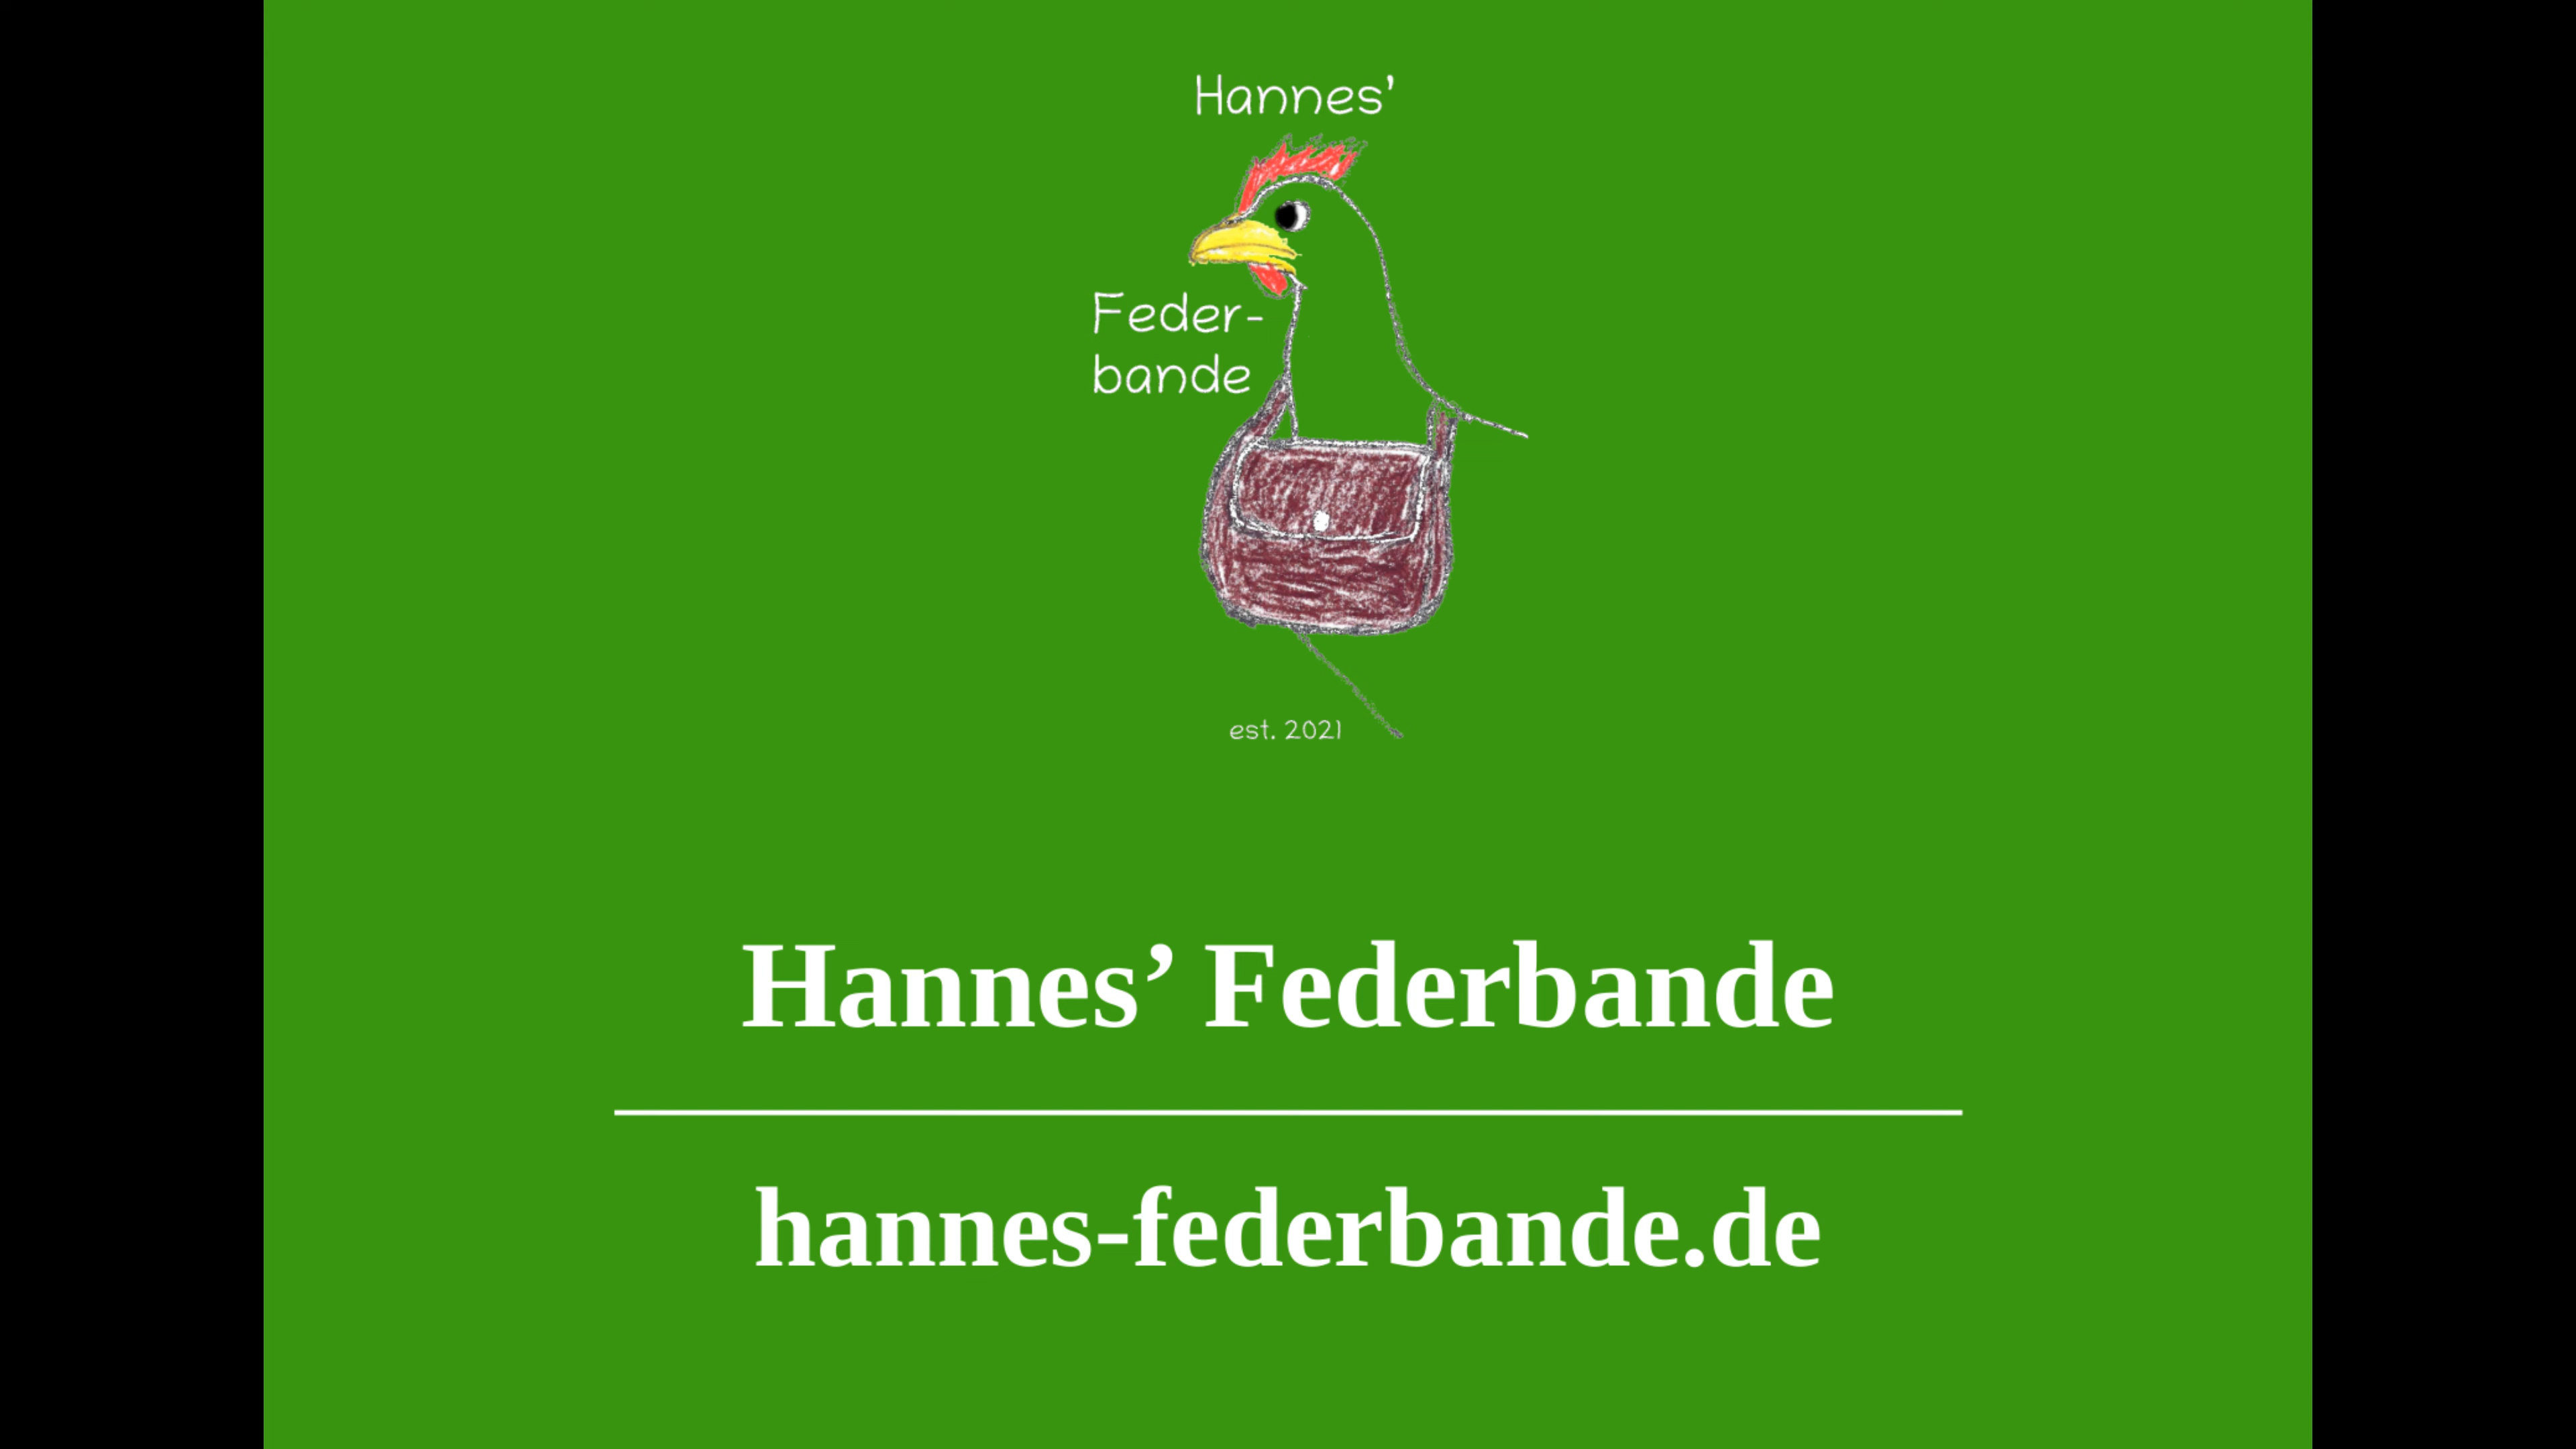 Hannes’
Feder-
bande
est. 2021
Hannes’ Federbande
hannes-federbande.de